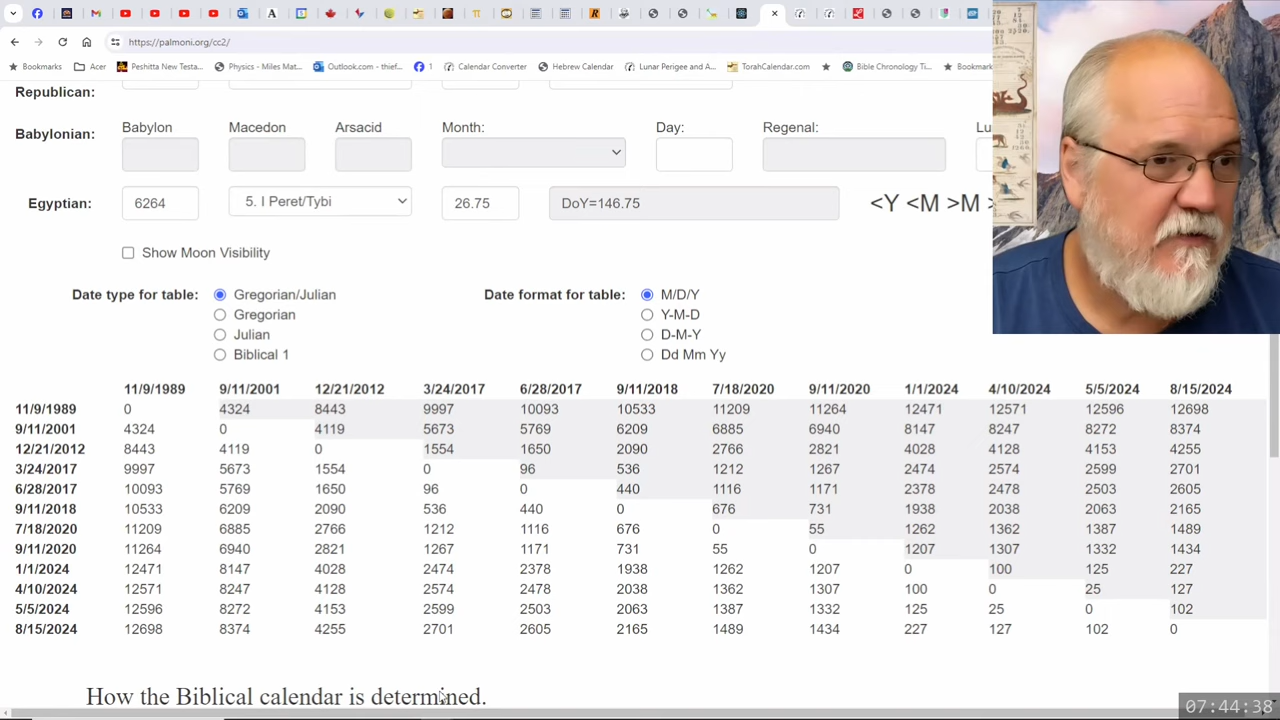 https://palmoni.org/cc2/
Bookmarks Acer Peshitta New Testa... Physics - Miles Mat... Outlook.com - thief... 1 Calendar Converter Hebrew Calendar Lunar Perigee and A... TorahCalendar.com Bible Chronology Ti... Bookmark
Republican:
Babylonian: Babylon Macedon Arsacid Month: Day: Regenal: Lu
Egyptian: 6264 5. I Peret/Tybi 26.75 DoY=146.75 <Y <M >M >
Show Moon Visibility
Date type for table: Gregorian/Julian Date format for table: M/D/Y
Gregorian Y-M-D
Julian D-M-Y
Biblical 1 Dd Mm Yy
11/9/1989 9/11/2001 12/21/2012 3/24/2017 6/28/2017 9/11/2018 7/18/2020 9/11/2020 1/1/2024 4/10/2024 5/5/2024 8/15/2024
11/9/1989 0 4324 8443 9997 10093 10533 11209 11264 12471 12571 12596 12698
9/11/2001 4324 0 4119 5673 5769 6209 6885 6940 8147 8247 8272 8374
12/21/2012 8443 4119 0 1554 1650 2090 2766 2821 4028 4128 4153 4255
3/24/2017 9997 5673 1554 0 96 536 1212 1267 2474 2574 2599 2701
6/28/2017 10093 5769 1650 96 0 440 1116 1171 2378 2478 2503 2605
9/11/2018 10533 6209 2090 536 440 0 676 731 1938 2038 2063 2165
7/18/2020 11209 6885 2766 1212 1116 676 0 55 1262 1362 1387 1489
9/11/2020 11264 6940 2821 1267 1171 731 55 0 1207 1307 1332 1434
1/1/2024 12471 8147 4028 2474 2378 1938 1262 1207 0 100 125 227
4/10/2024 12571 8247 4128 2574 2478 2038 1362 1307 100 0 25 127
5/5/2024 12596 8272 4153 2599 2503 2063 1387 1332 125 25 0 102
8/15/2024 12698 8374 4255 2701 2605 2165 1489 1434 227 127 102 0
How the Biblical calendar is determined.
07:44:38